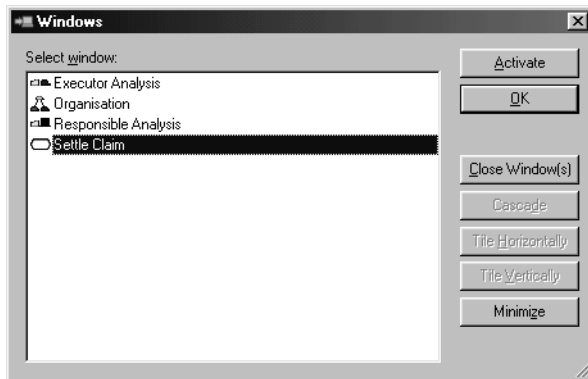 Windows
Select window:
Executor Analysis
Organisation
Responsible Analysis
Settle Claim
Activate
OK
Close Window(s)
Cascade
Tile Horizontally
Tile Vertically
Minimize